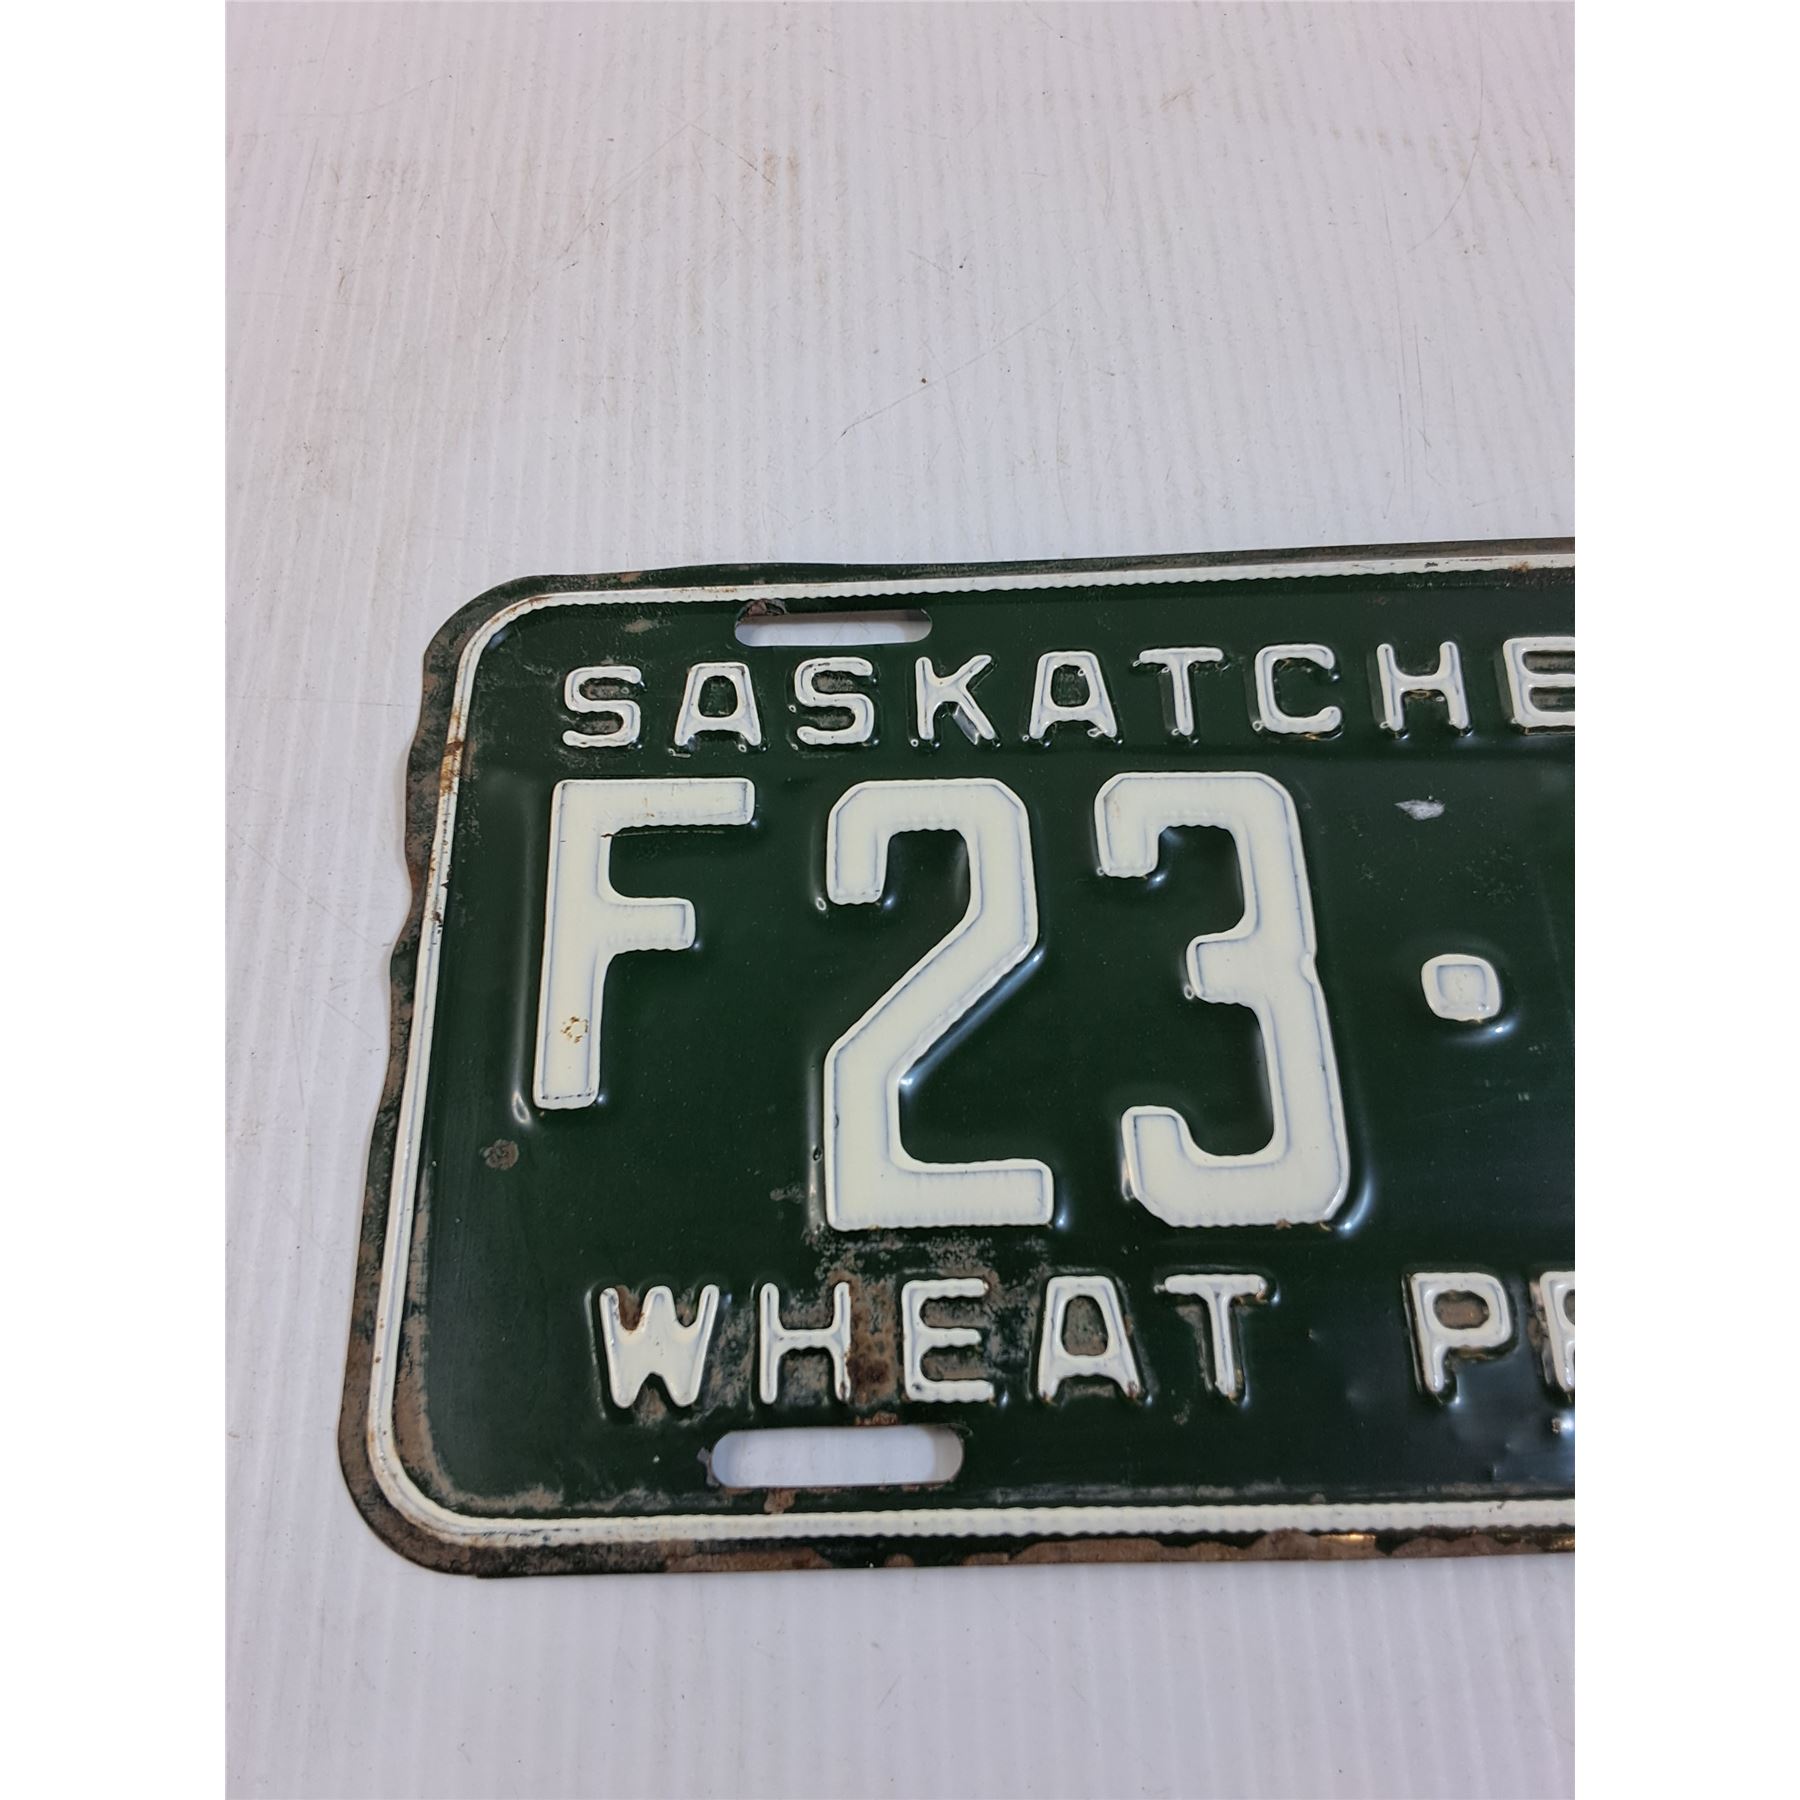 SASKATCHE
F23·
WHEAT PR